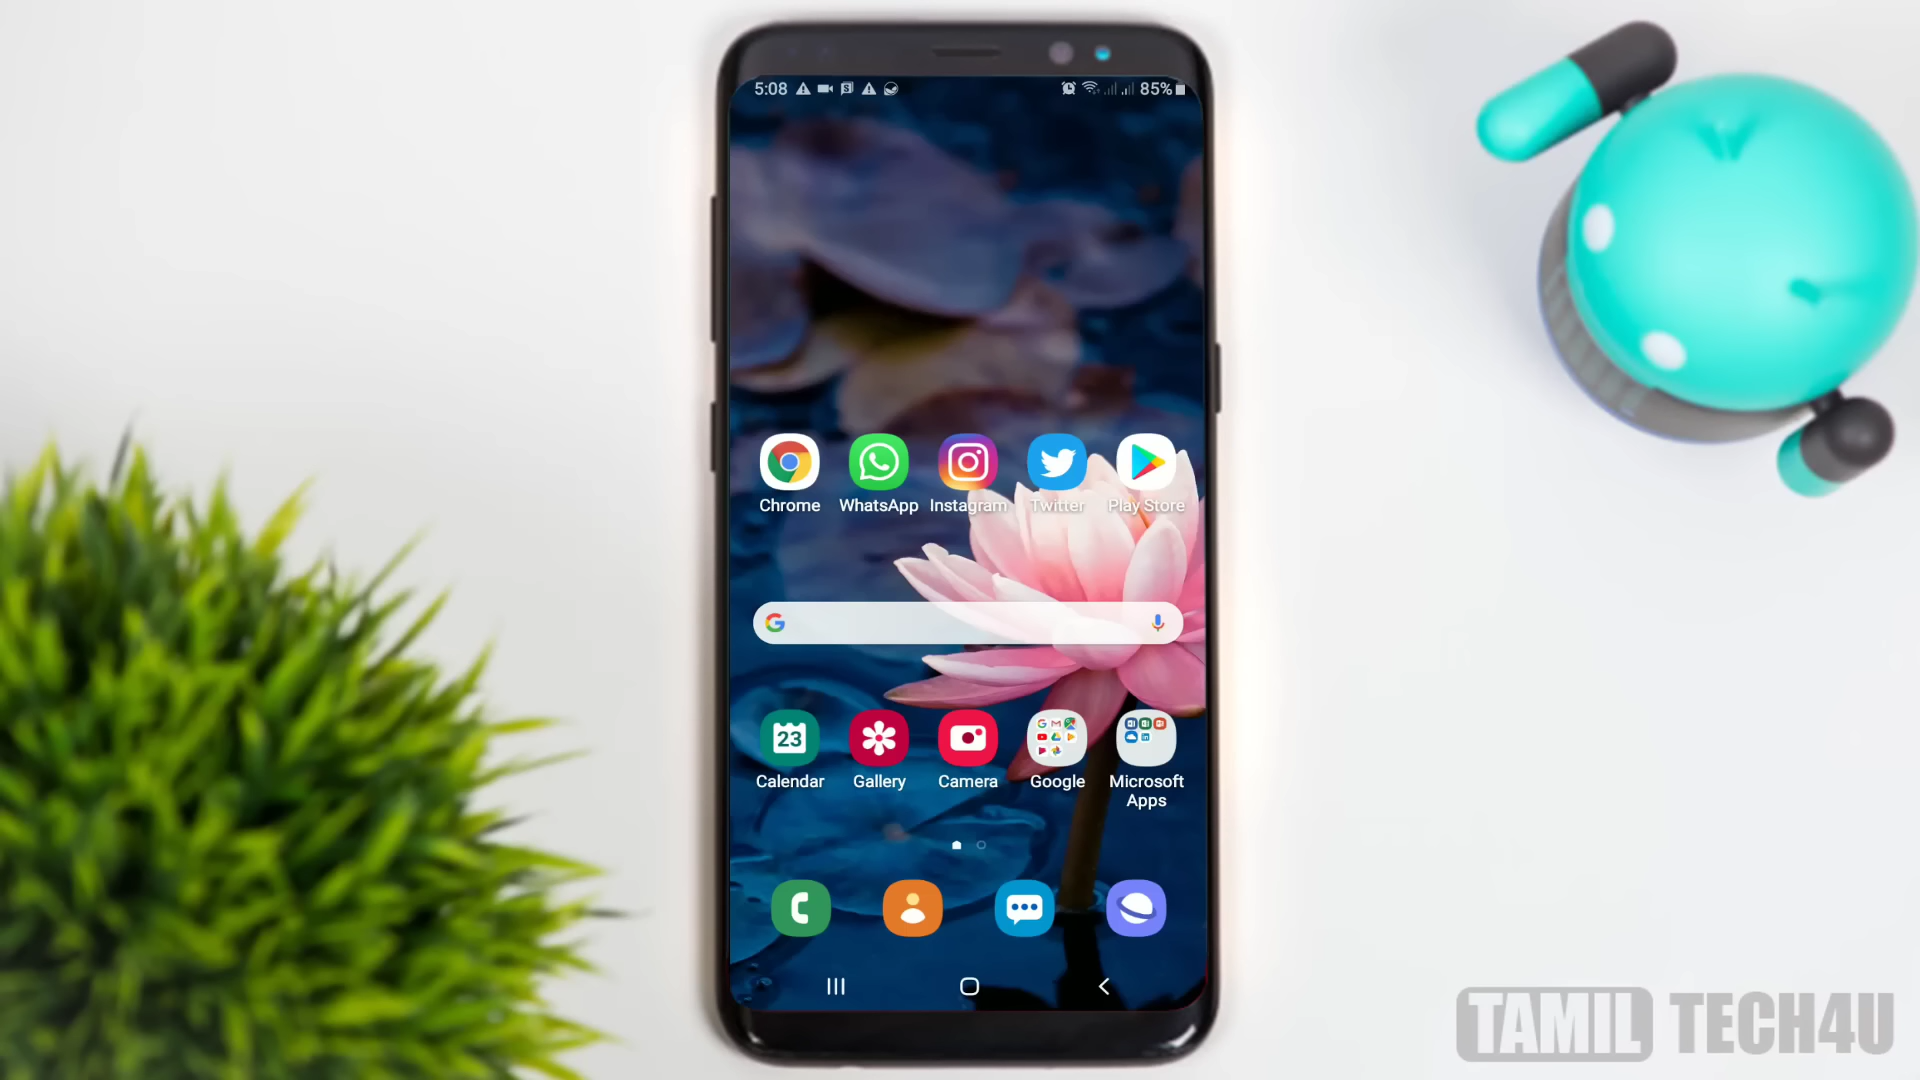 5:08
85%
Chrome WhatsApp Instagram Twitter Play Store
23
Calendar Gallery Camera Google Microsoft Apps
TAMIL TECH4U